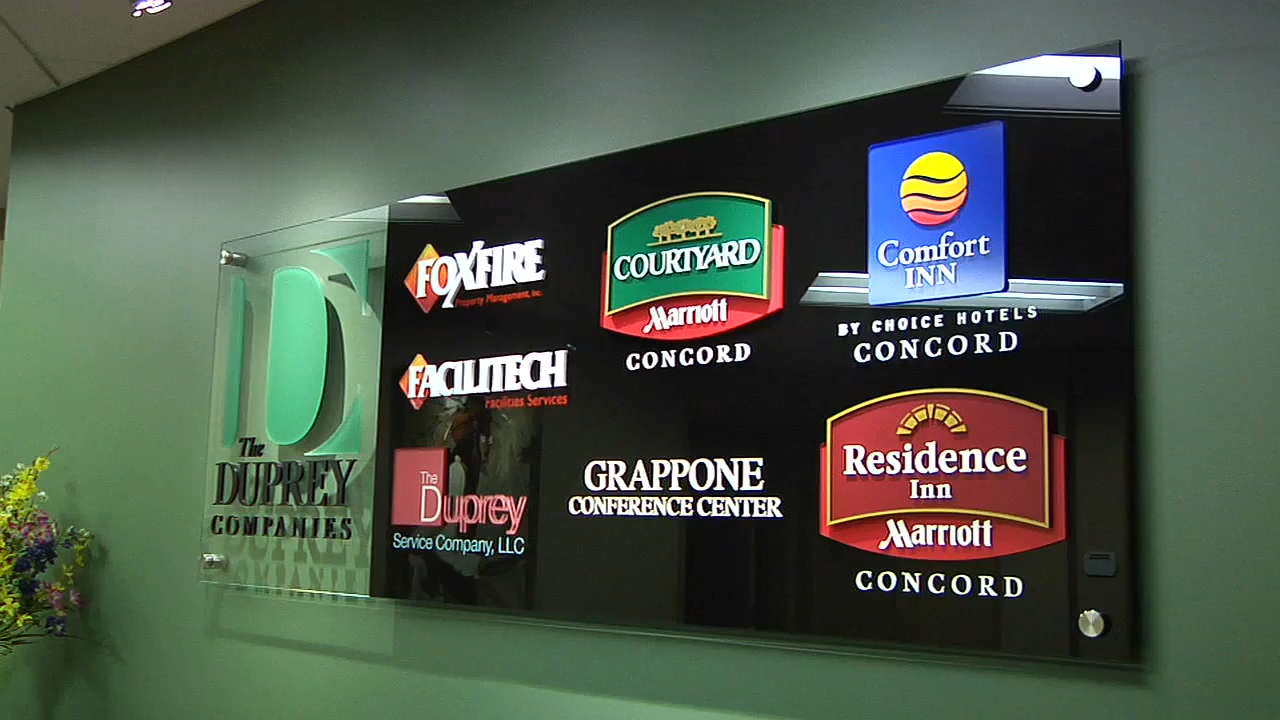 DC
The
DUPREY
COMPANIES
FOXFIRE
Property Management, Inc.
FACILITECH
Facilities Services
The
Duprey
Service Company, LLC
COURTYARD
Marriott
CONCORD
GRAPPONE
CONFERENCE CENTER
Comfort
INN
BY CHOICE HOTELS
CONCORD
Residence
Inn
Marriott
CONCORD